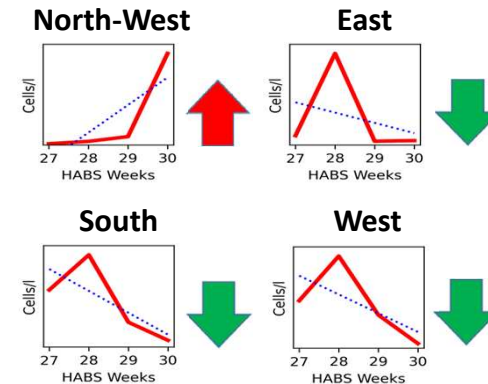 North-West
Cells/l
27 28 29 30
HABS Weeks
East
Cells/l
27 28 29 30
HABS Weeks
South
Cells/l
27 28 29 30
HABS Weeks
West
Cells/l
27 28 29 30
HABS Weeks